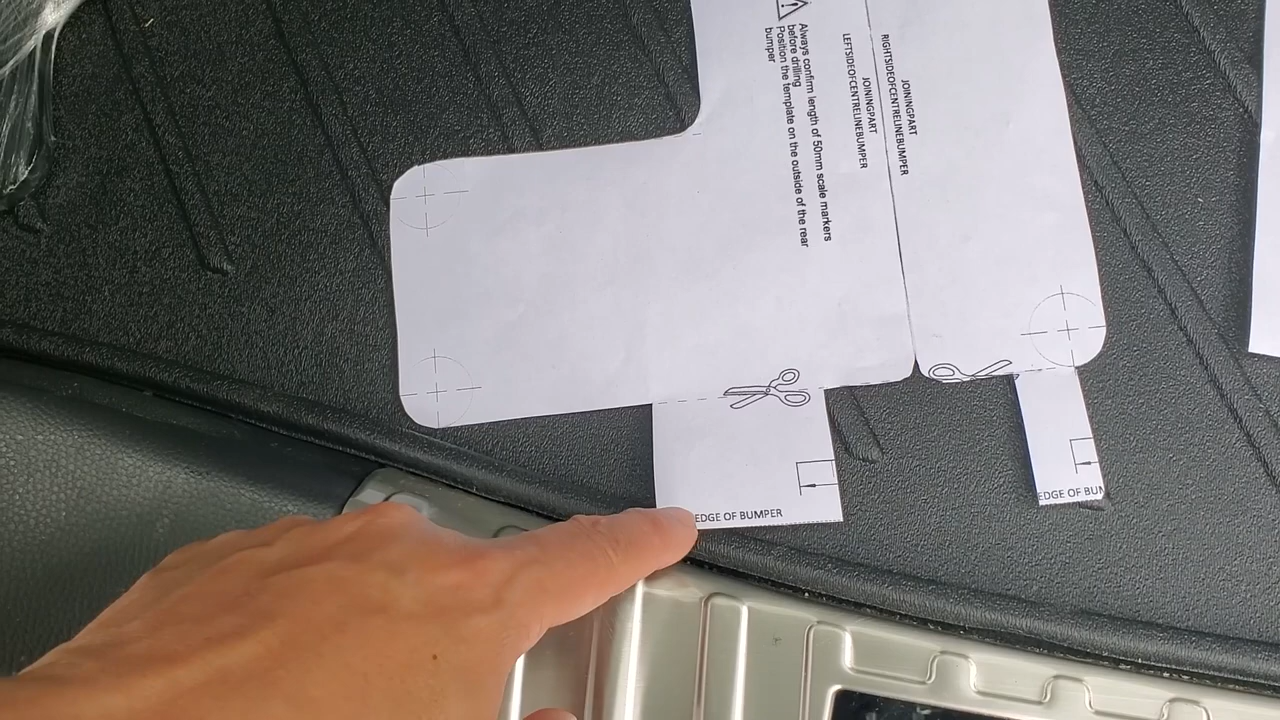 Always confirm length of 50mm scale markers
before drilling
Position the template on the outside of the rear
bumper
JOININGPART
LEFTSIDEOFCENTRELINEBUMPER
JOININGPART
RIGHTSIDEOFCENTRELINEBUMPER
EDGE OF BUMPER
EDGE OF BUM